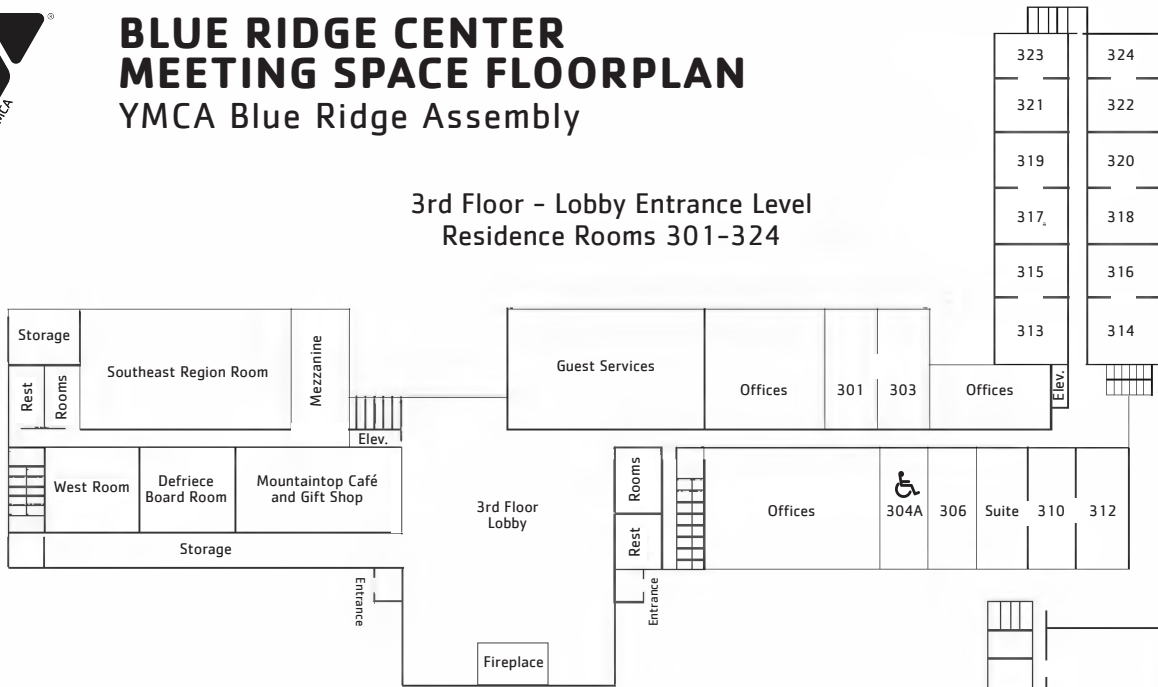 ®
YMCA
BLUE RIDGE CENTER
MEETING SPACE FLOORPLAN
YMCA Blue Ridge Assembly
3rd Floor - Lobby Entrance Level
Residence Rooms 301-324
323
324
321
322
319
320
317
318
315
316
313
314
Storage
Southeast Region Room
Mezzanine
Rest
Rooms
Elev.
Guest Services
Offices
301
303
Offices
Elev.
West Room
Defriece
Board Room
Mountaintop Café
and Gift Shop
Storage
3rd Floor
Lobby
Rooms
Rest
Offices
304A
306
Suite
310
312
Entrance
Entrance
Fireplace